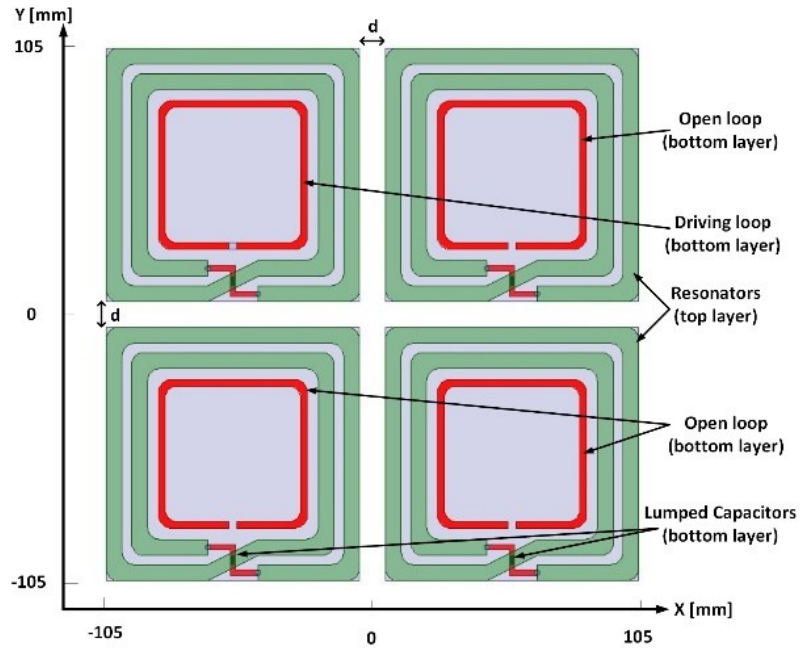 Y [mm]
105
d
Open loop
(bottom layer)
Driving loop
(bottom layer)
Resonators
(top layer)
0
d
Open loop
(bottom layer)
Lumped Capacitors
(bottom layer)
-105
X [mm]
-105
0
105